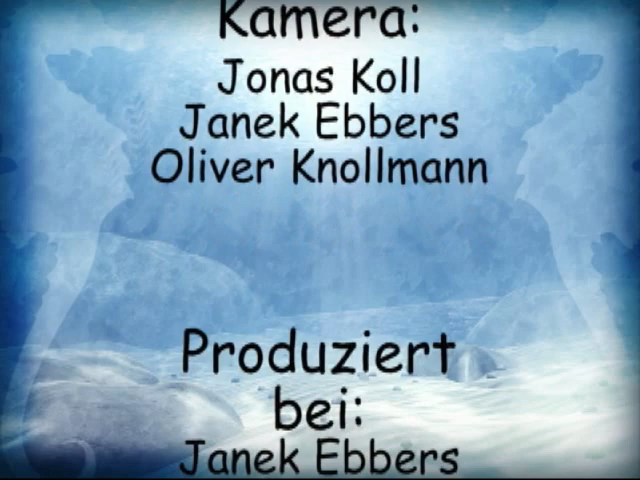 Kamera:
Jonas Koll
Janek Ebbers
Oliver Knollmann
Produziert
bei:
Janek Ebbers